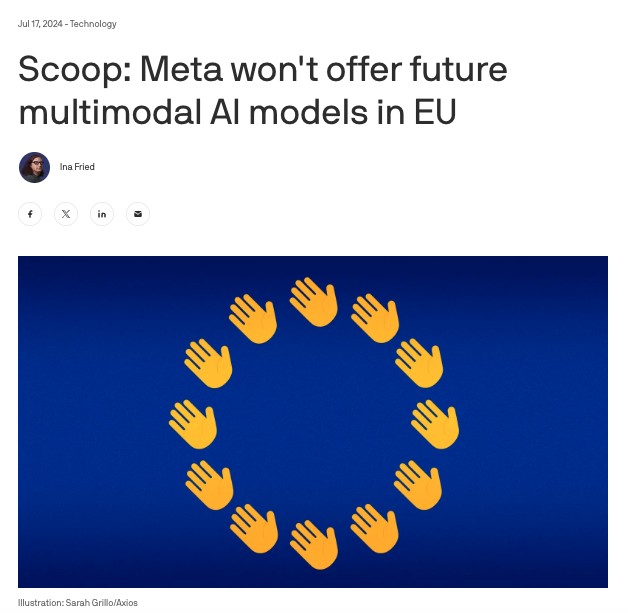 Jul 17, 2024 - Technology
Scoop: Meta won't offer future
multimodal AI models in EU
Ina Fried
Illustration: Sarah Grillo/Axios